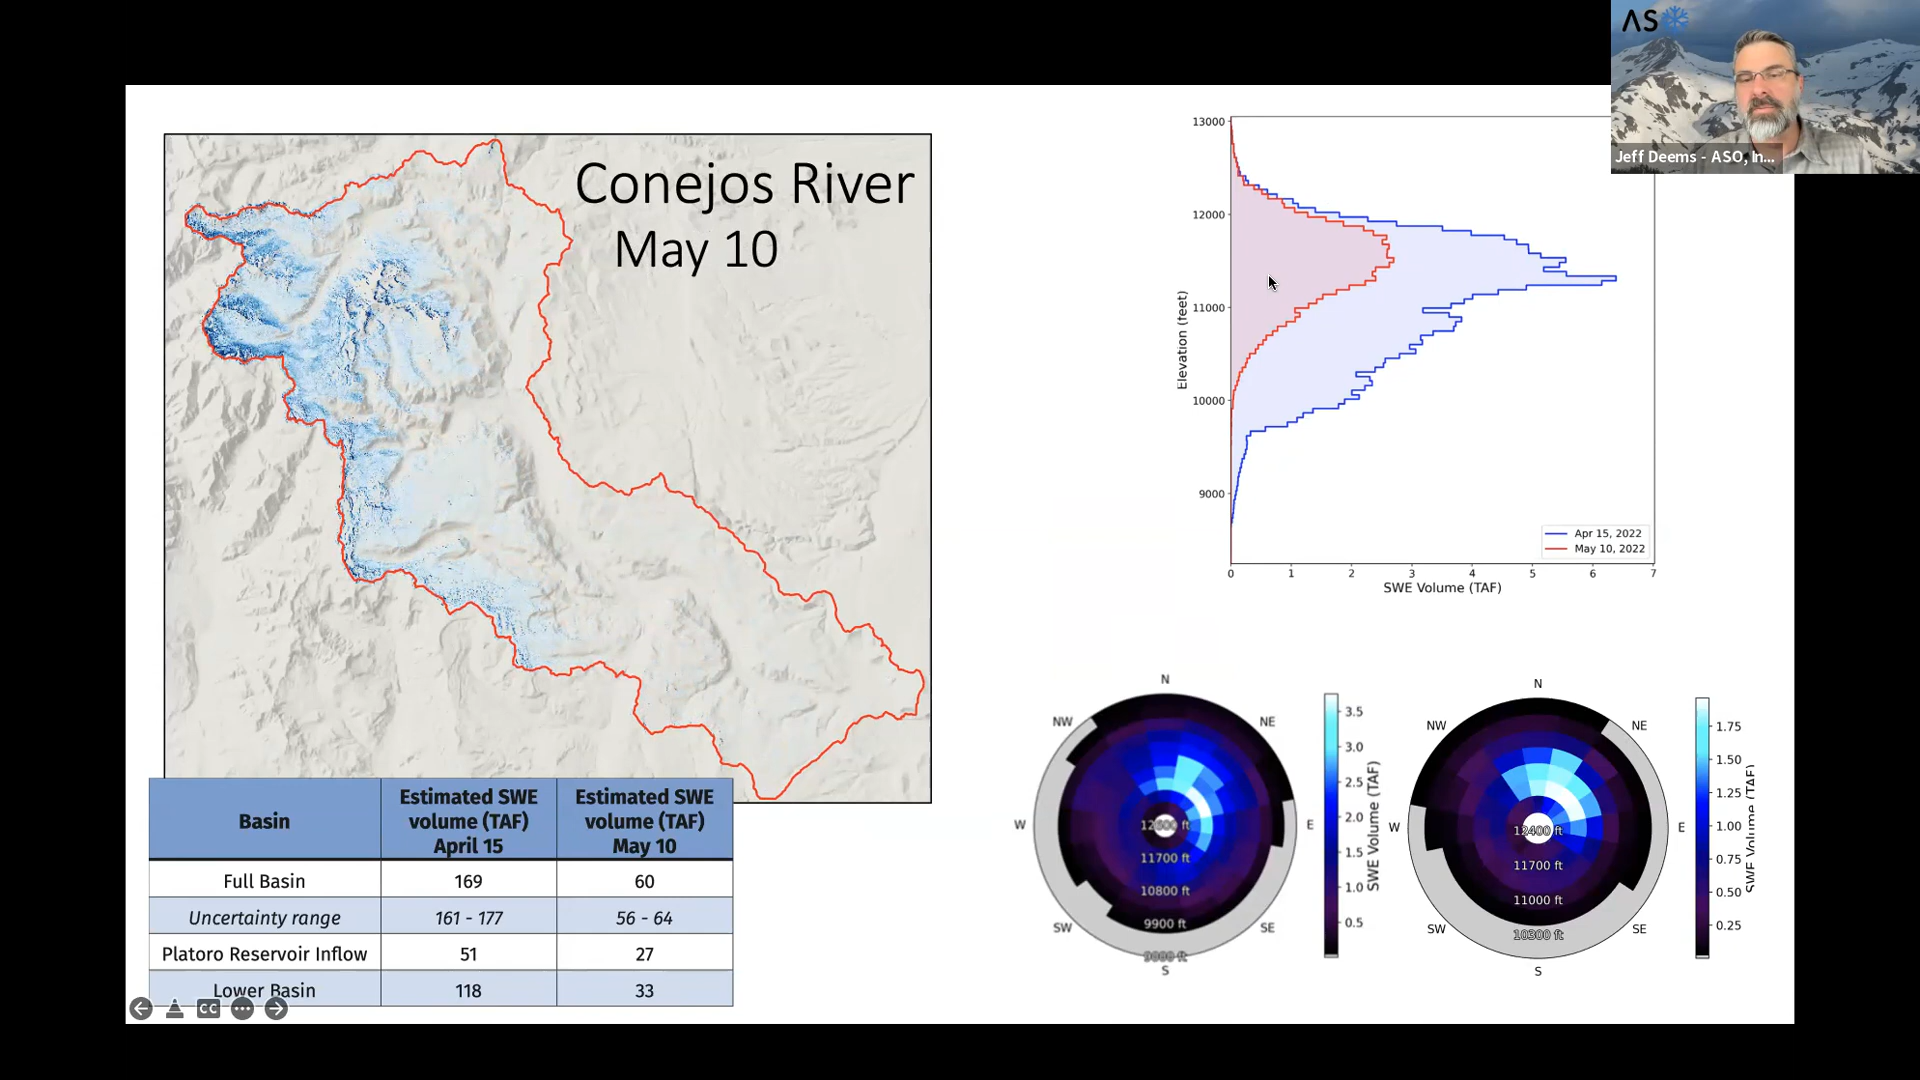 ASO
Jeff Deems - ASO, In...
Conejos River
May 10
13000
12000
11000
10000
9000
Elevation (feet)
0 1 2 3 4 5 6 7
SWE Volume (TAF)
Apr 15, 2022
May 10, 2022
Basin
Estimated SWE
volume (TAF)
April 15
Estimated SWE
volume (TAF)
May 10
Full Basin 169 60
Uncertainty range 161 - 177 56 - 64
Platoro Reservoir Inflow 51 27
Lower Basin 118 33
CC
N
NW NE
W E
SW SE
S
11700 ft
10800 ft
9900 ft
3.5
3.0
2.5
2.0
1.5
1.0
0.5
SWE Volume (TAF)
N
NW NE
W E
SW SE
S
12400 ft
11700 ft
11000 ft
10300 ft
1.75
1.50
1.25
1.00
0.75
0.50
0.25
SWE Volume (TAF)